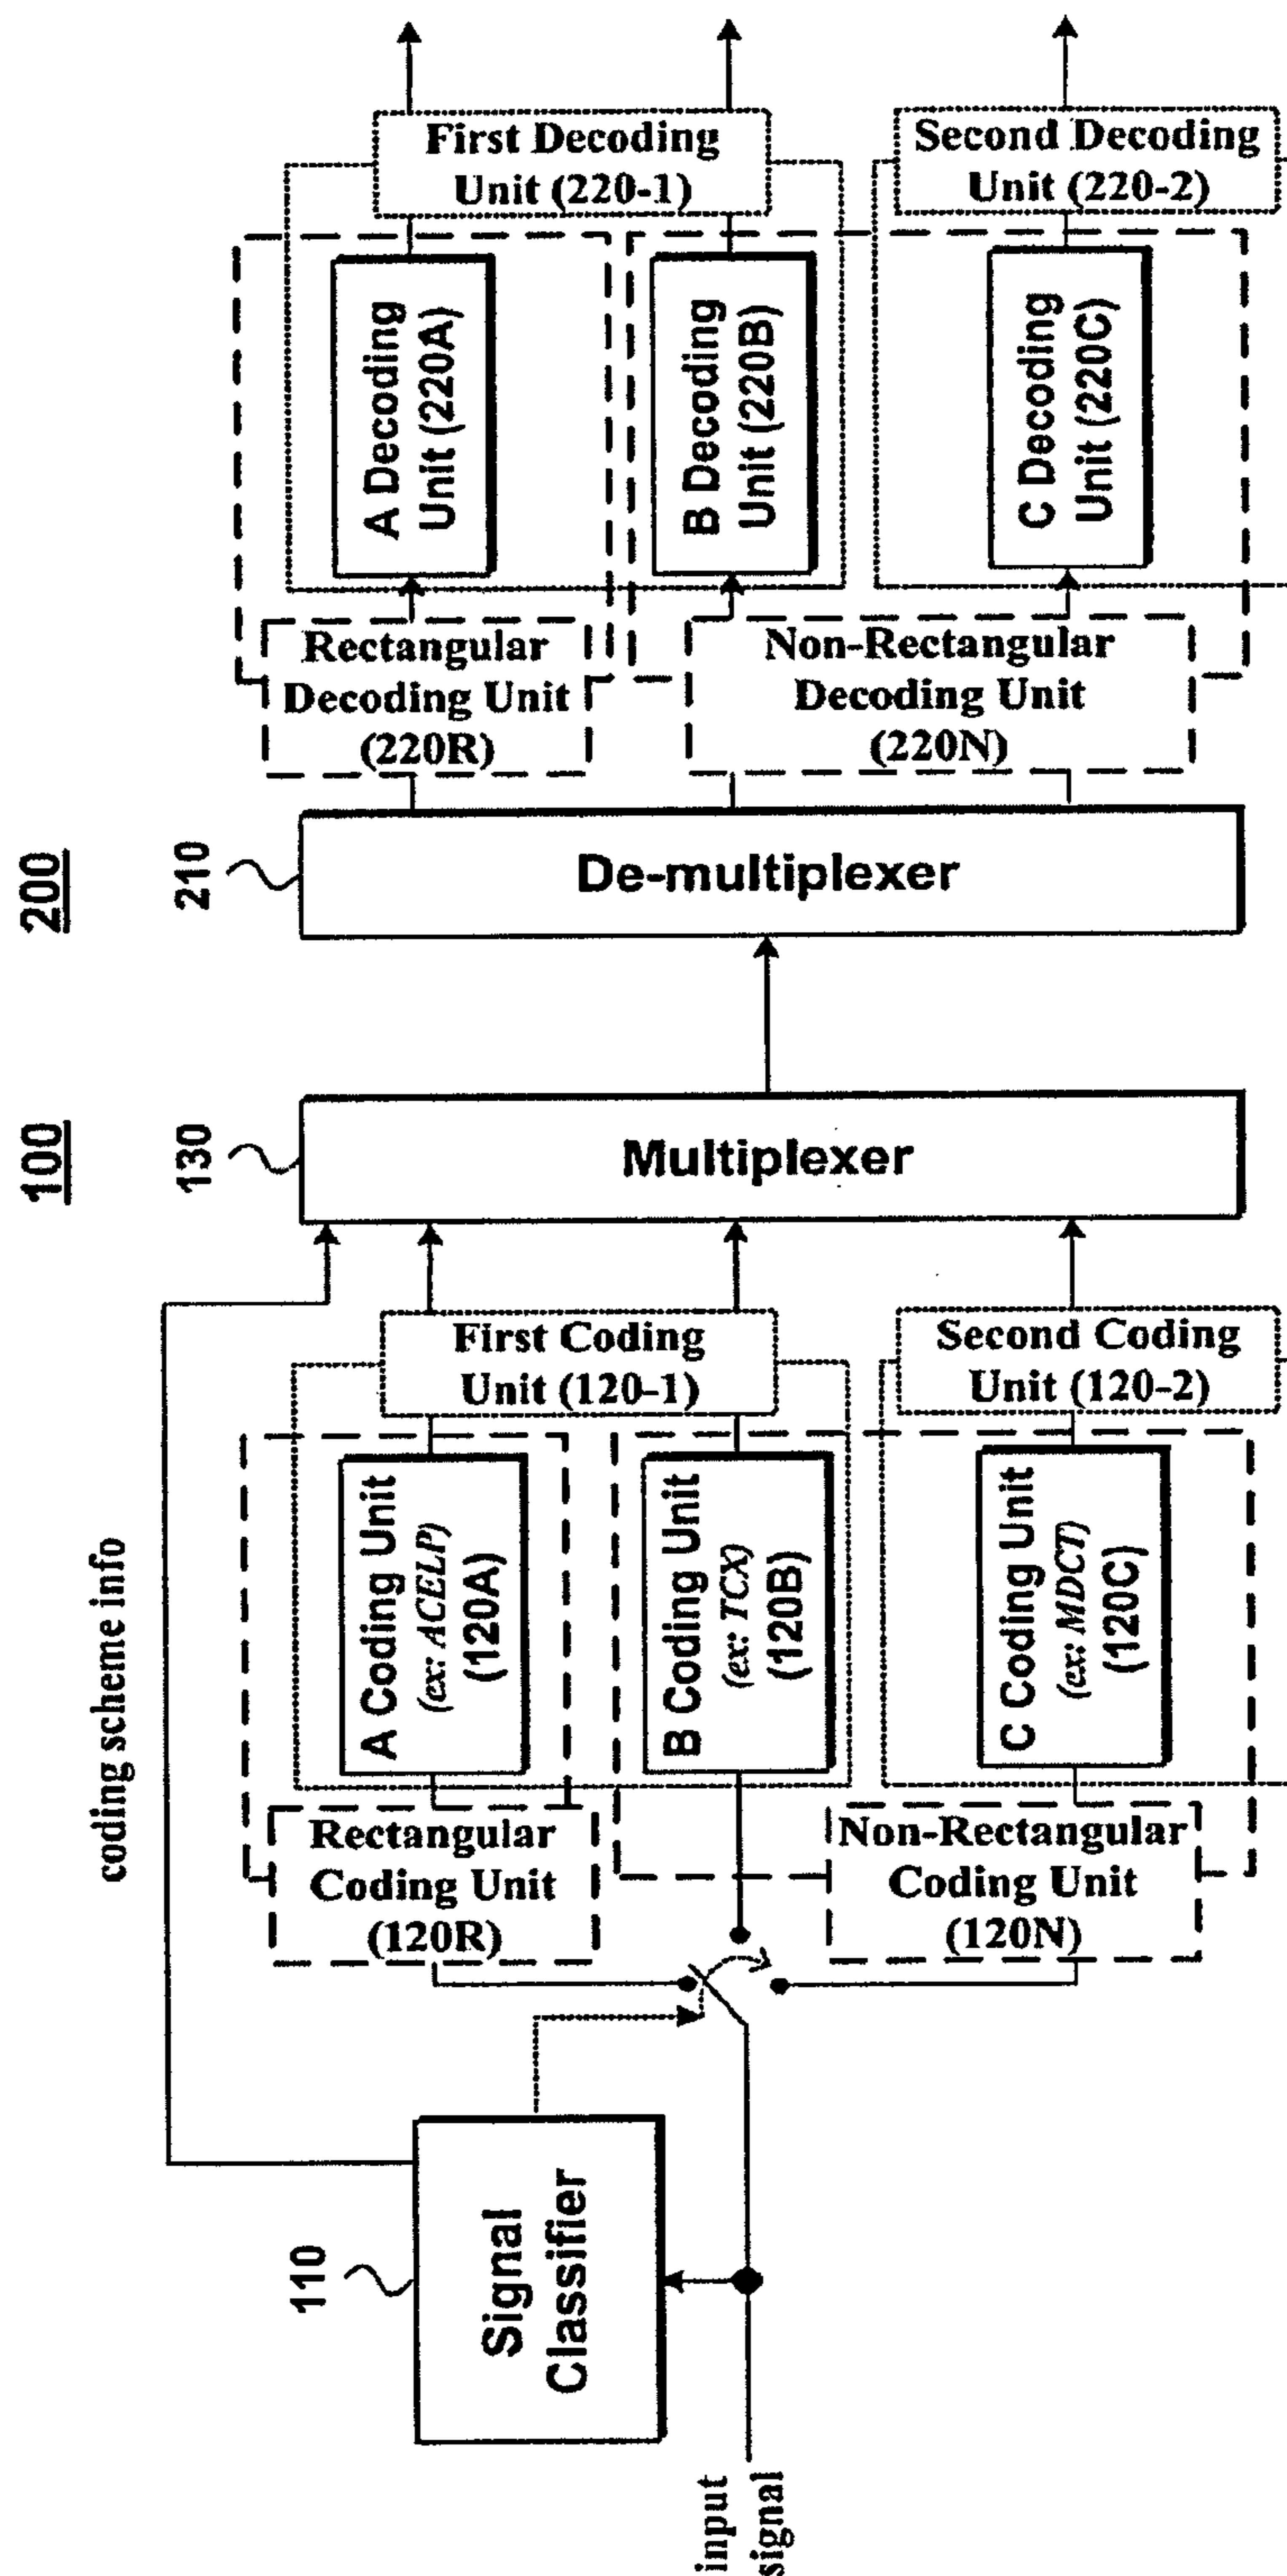 100
200
coding scheme info
110
130
210
Signal
Classifier
input
signal
Rectangular
Coding Unit
(120R)
A Coding Unit
(ex: ACELP)
(120A)
First Coding
Unit (120-1)
B Coding Unit
(ex: TCX)
(120B)
Non-Rectangular
Coding Unit
(120N)
C Coding Unit
(ex: MDCT)
(120C)
Second Coding
Unit (120-2)
Multiplexer
De-multiplexer
Rectangular
Decoding Unit
(220R)
A Decoding
Unit (220A)
First Decoding
Unit (220-1)
B Decoding
Unit (220B)
Non-Rectangular
Decoding Unit
(220N)
C Decoding
Unit (220C)
Second Decoding
Unit (220-2)